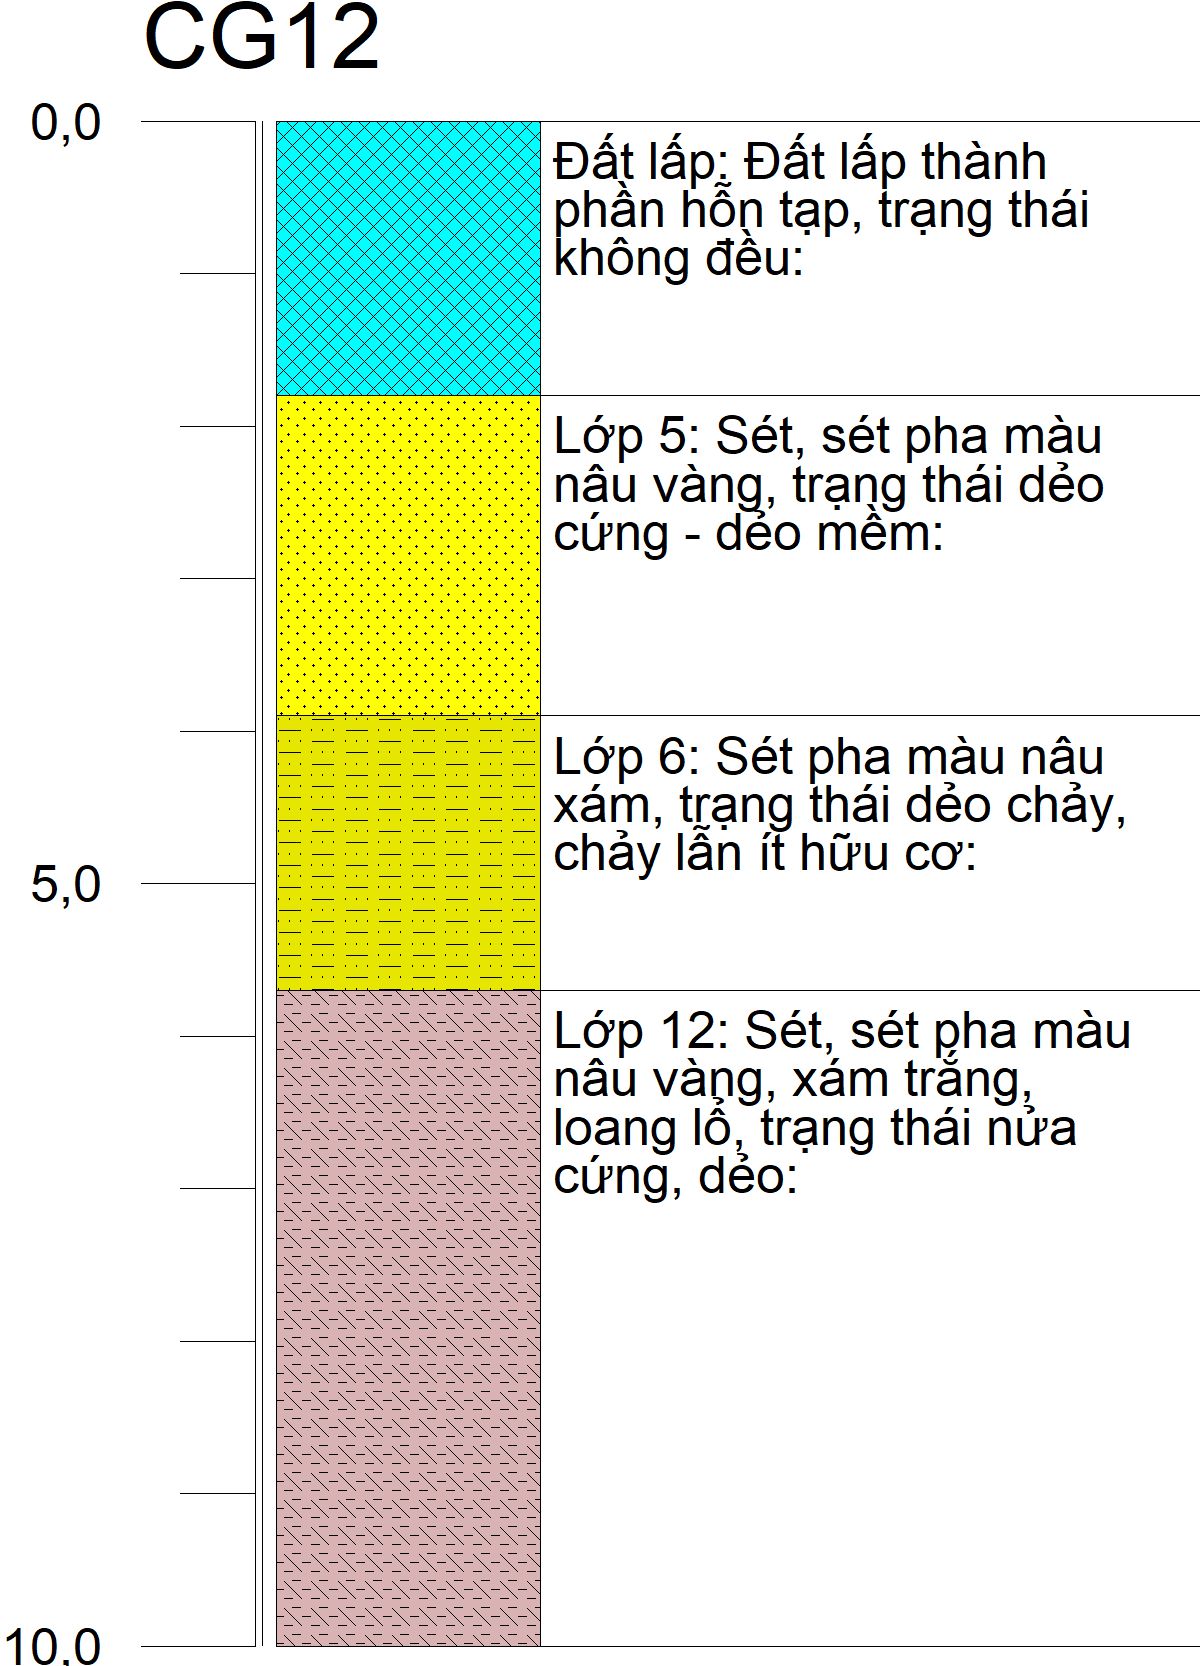 CG12
0,0
Đất lấp: Đất lấp thành
phần hỗn tạp, trạng thái
không đều:
Lớp 5: Sét, sét pha màu
nâu vàng, trạng thái dẻo
cứng - dẻo mềm:
Lớp 6: Sét pha màu nâu
xám, trạng thái dẻo chảy,
chảy lẫn ít hữu cơ:
5,0
Lớp 12: Sét, sét pha màu
nâu vàng, xám trắng,
loang lổ, trạng thái nửa
cứng, dẻo:
10,0